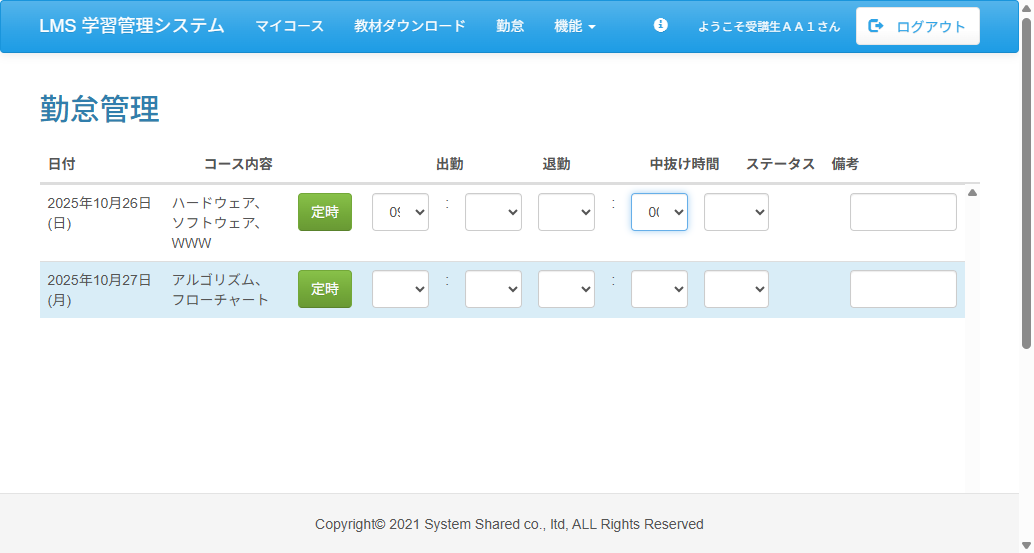 LMS 学習管理システム マイコース 教材ダウンロード 勤怠 機能 ようこそ受講生ＡＡ１さん ログアウト
勤怠管理
日付 コース内容 出勤 退勤 中抜け時間 ステータス 備考
2025年10月26日 ハードウェア、 定時 09 : : 00
(日) ソフトウェア、
WWW
2025年10月27日 アルゴリズム、 定時 : :
(月) フローチャート
Copyright© 2021 System Shared co., ltd, ALL Rights Reserved